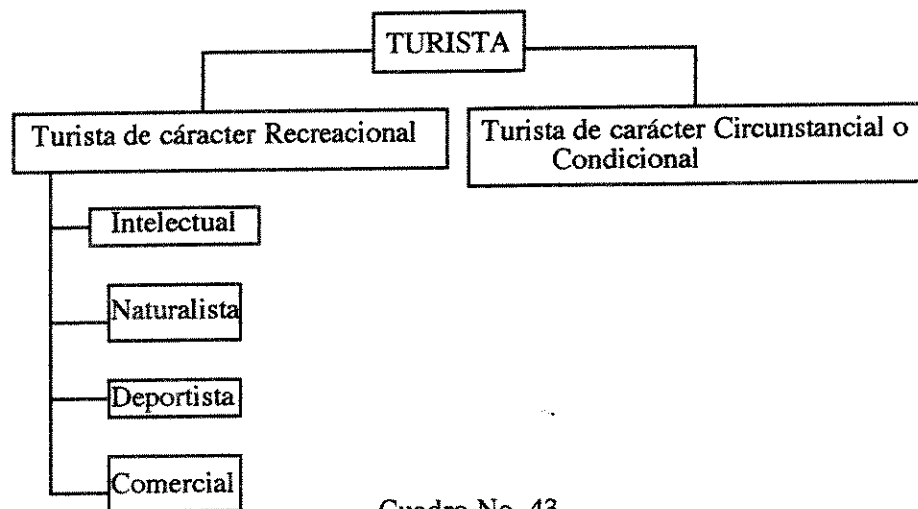 TURISTA
Turista de cáracter Recreacional
Turista de carácter Circunstancial o
Condicional
Intelectual
Naturalista
Deportista
Comercial
Cuadro No. 43